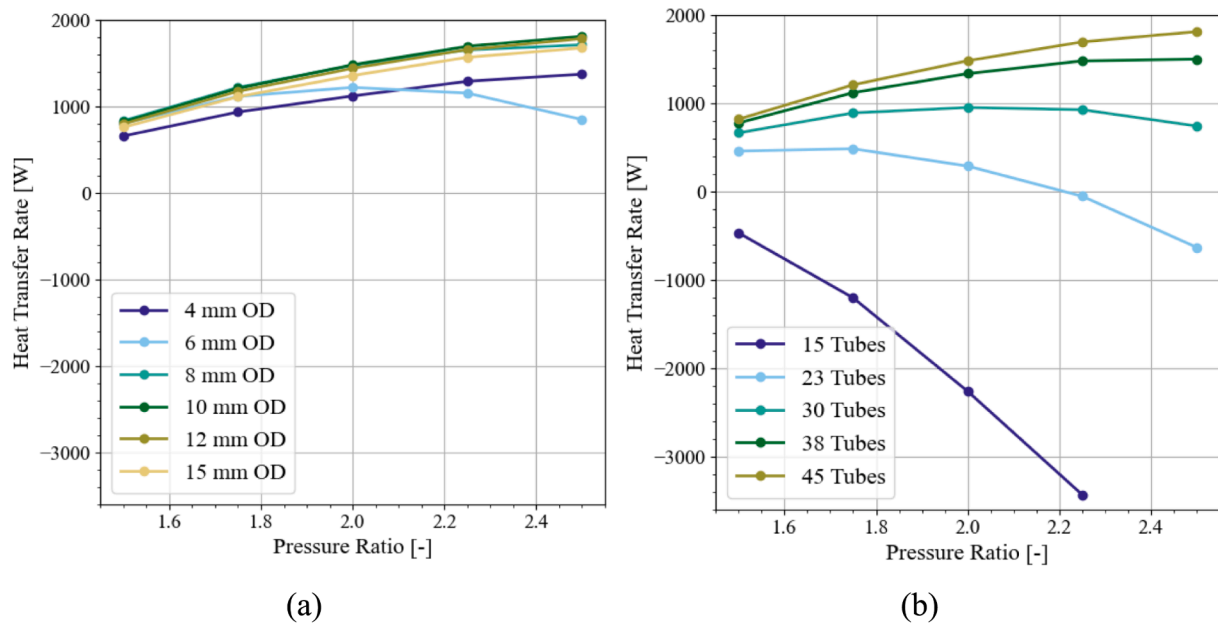 2000
1000
0
−1000
−2000
−3000
Heat Transfer Rate [W]
4 mm OD
6 mm OD
8 mm OD
10 mm OD
12 mm OD
15 mm OD
1.6 1.8 2.0 2.2 2.4
Pressure Ratio [-]
(a)
2000
1000
0
−1000
−2000
−3000
Heat Transfer Rate [W]
15 Tubes
23 Tubes
30 Tubes
38 Tubes
45 Tubes
1.6 1.8 2.0 2.2 2.4
Pressure Ratio [-]
(b)